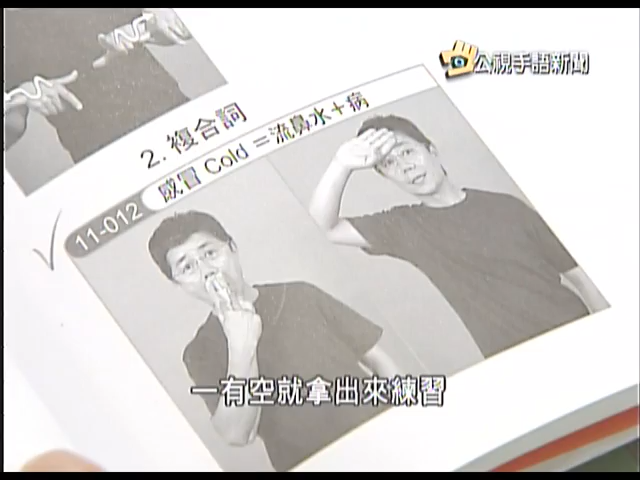 公視手語新聞
2. 複合詞
11-012 感冒 Cold =流鼻水+病
一有空就拿出來練習